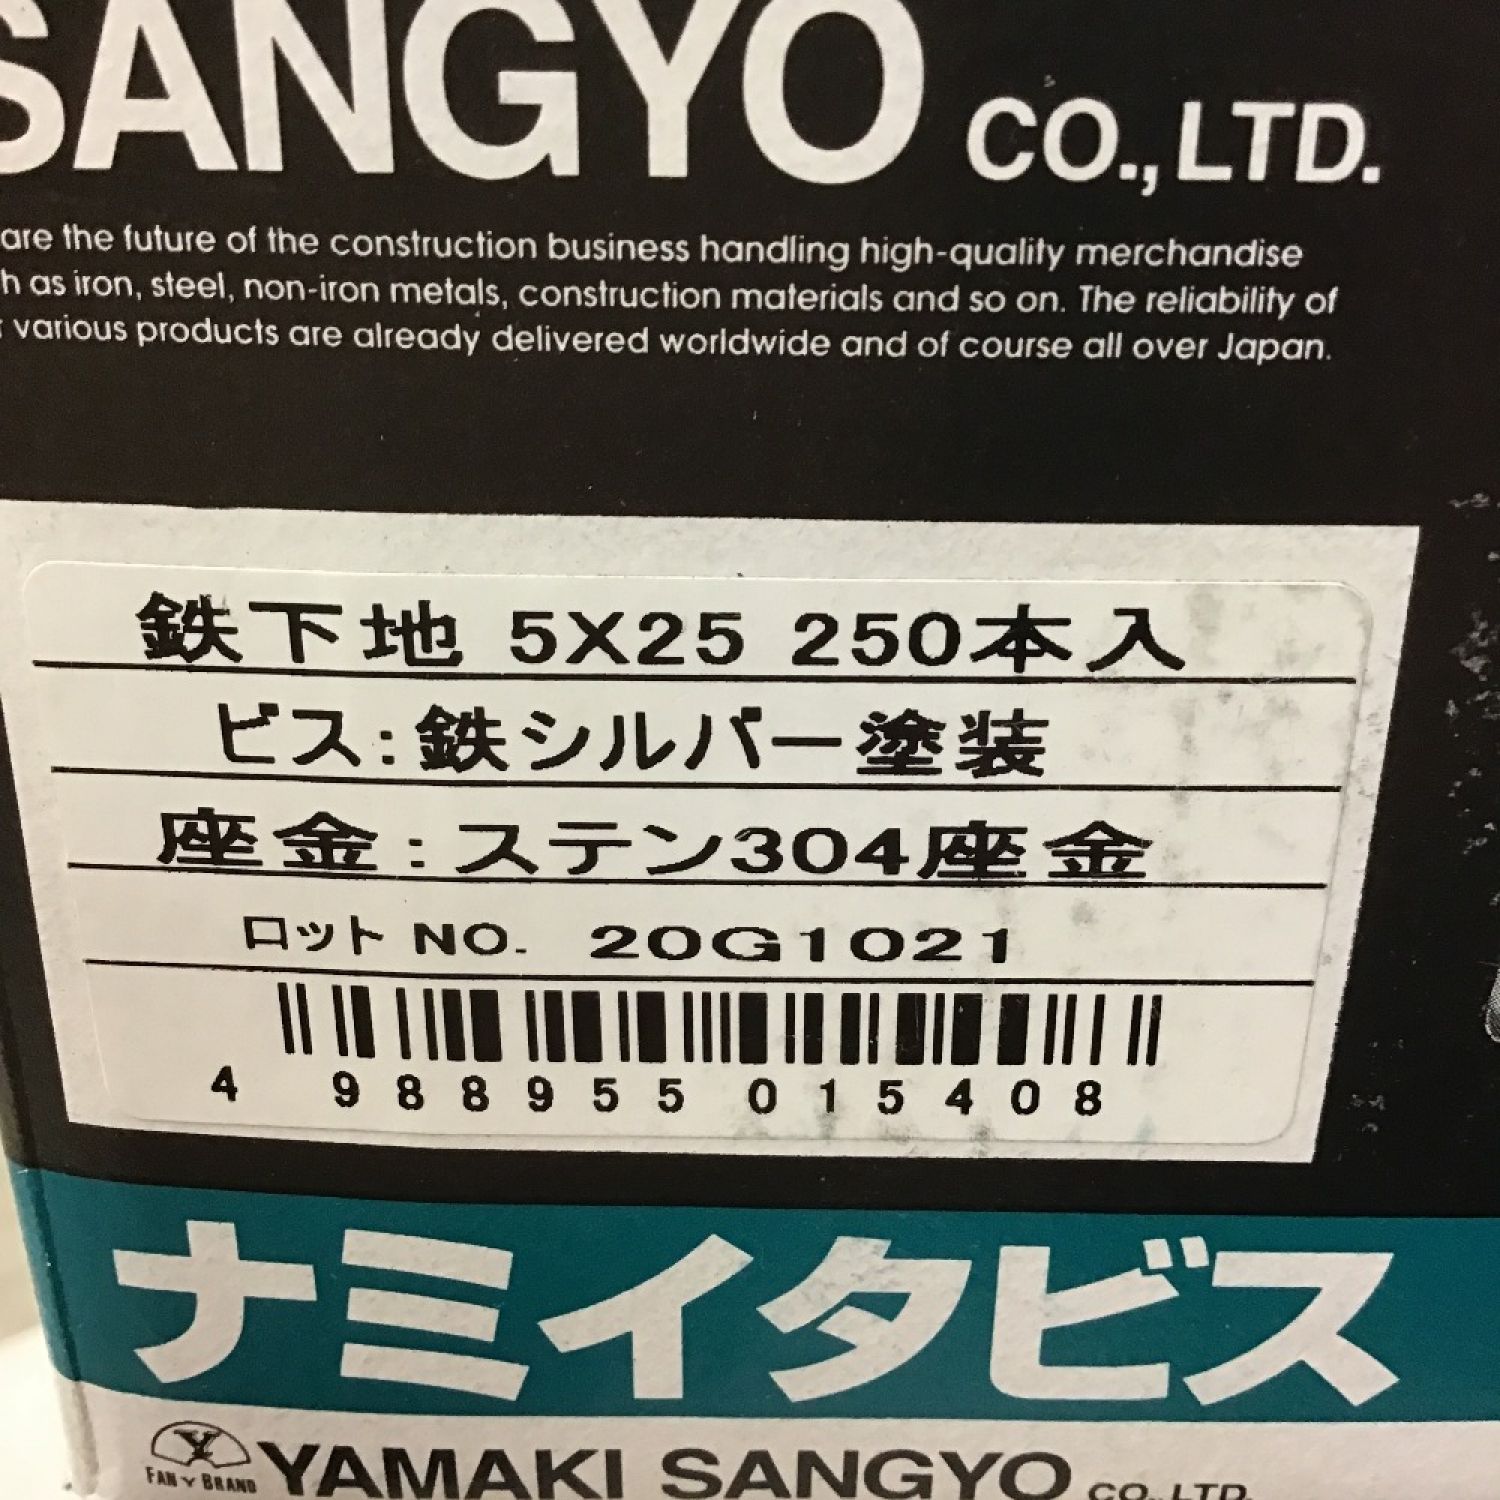 SANGYO CO., LTD.
are the future of the construction business handling high-quality merchandise
as iron, steel, non-iron metals, construction materials and so on. The reliability of
various products are already delivered worldwide and of course all over Japan.
鉄下地 5X25 250本入
ビス:鉄シルバー塗装
座金:ステン304座金
ロットNO. 20G1021
4 988955 015408
ナミイタビス
FAN Y BRAND YAMAKI SANGYO CO., LTD.